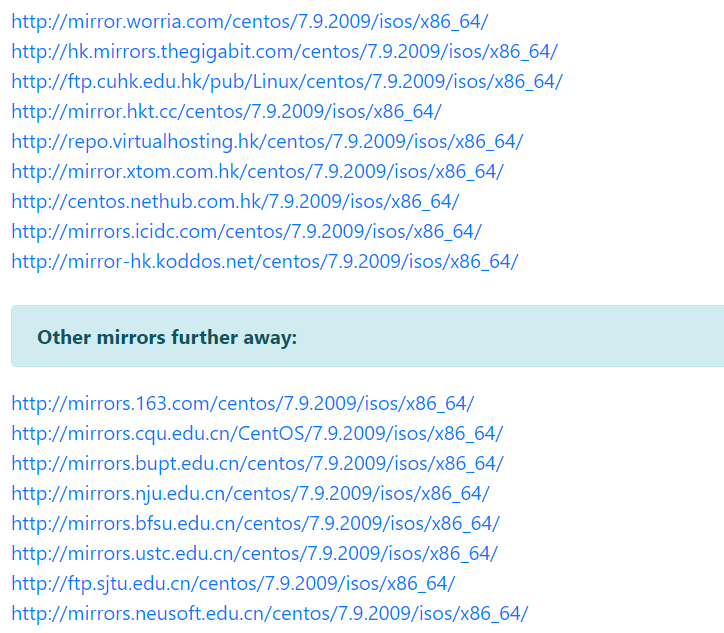 http://mirror.worria.com/centos/7.9.2009/isos/x86_64/
http://hk.mirrors.thegigabit.com/centos/7.9.2009/isos/x86_64/
http://ftp.cuhk.edu.hk/pub/Linux/centos/7.9.2009/isos/x86_64/
http://mirror.hkt.cc/centos/7.9.2009/isos/x86_64/
http://repo.virtualhosting.hk/centos/7.9.2009/isos/x86_64/
http://mirror.xtom.com.hk/centos/7.9.2009/isos/x86_64/
http://centos.nethub.com.hk/7.9.2009/isos/x86_64/
http://mirrors.icidc.com/centos/7.9.2009/isos/x86_64/
http://mirror-hk.koddos.net/centos/7.9.2009/isos/x86_64/
Other mirrors further away:
http://mirrors.163.com/centos/7.9.2009/isos/x86_64/
http://mirrors.cqu.edu.cn/CentOS/7.9.2009/isos/x86_64/
http://mirrors.bupt.edu.cn/centos/7.9.2009/isos/x86_64/
http://mirrors.nju.edu.cn/centos/7.9.2009/isos/x86_64/
http://mirrors.bfsu.edu.cn/centos/7.9.2009/isos/x86_64/
http://mirrors.ustc.edu.cn/centos/7.9.2009/isos/x86_64/
http://ftp.sjtu.edu.cn/centos/7.9.2009/isos/x86_64/
http://mirrors.neusoft.edu.cn/centos/7.9.2009/isos/x86_64/